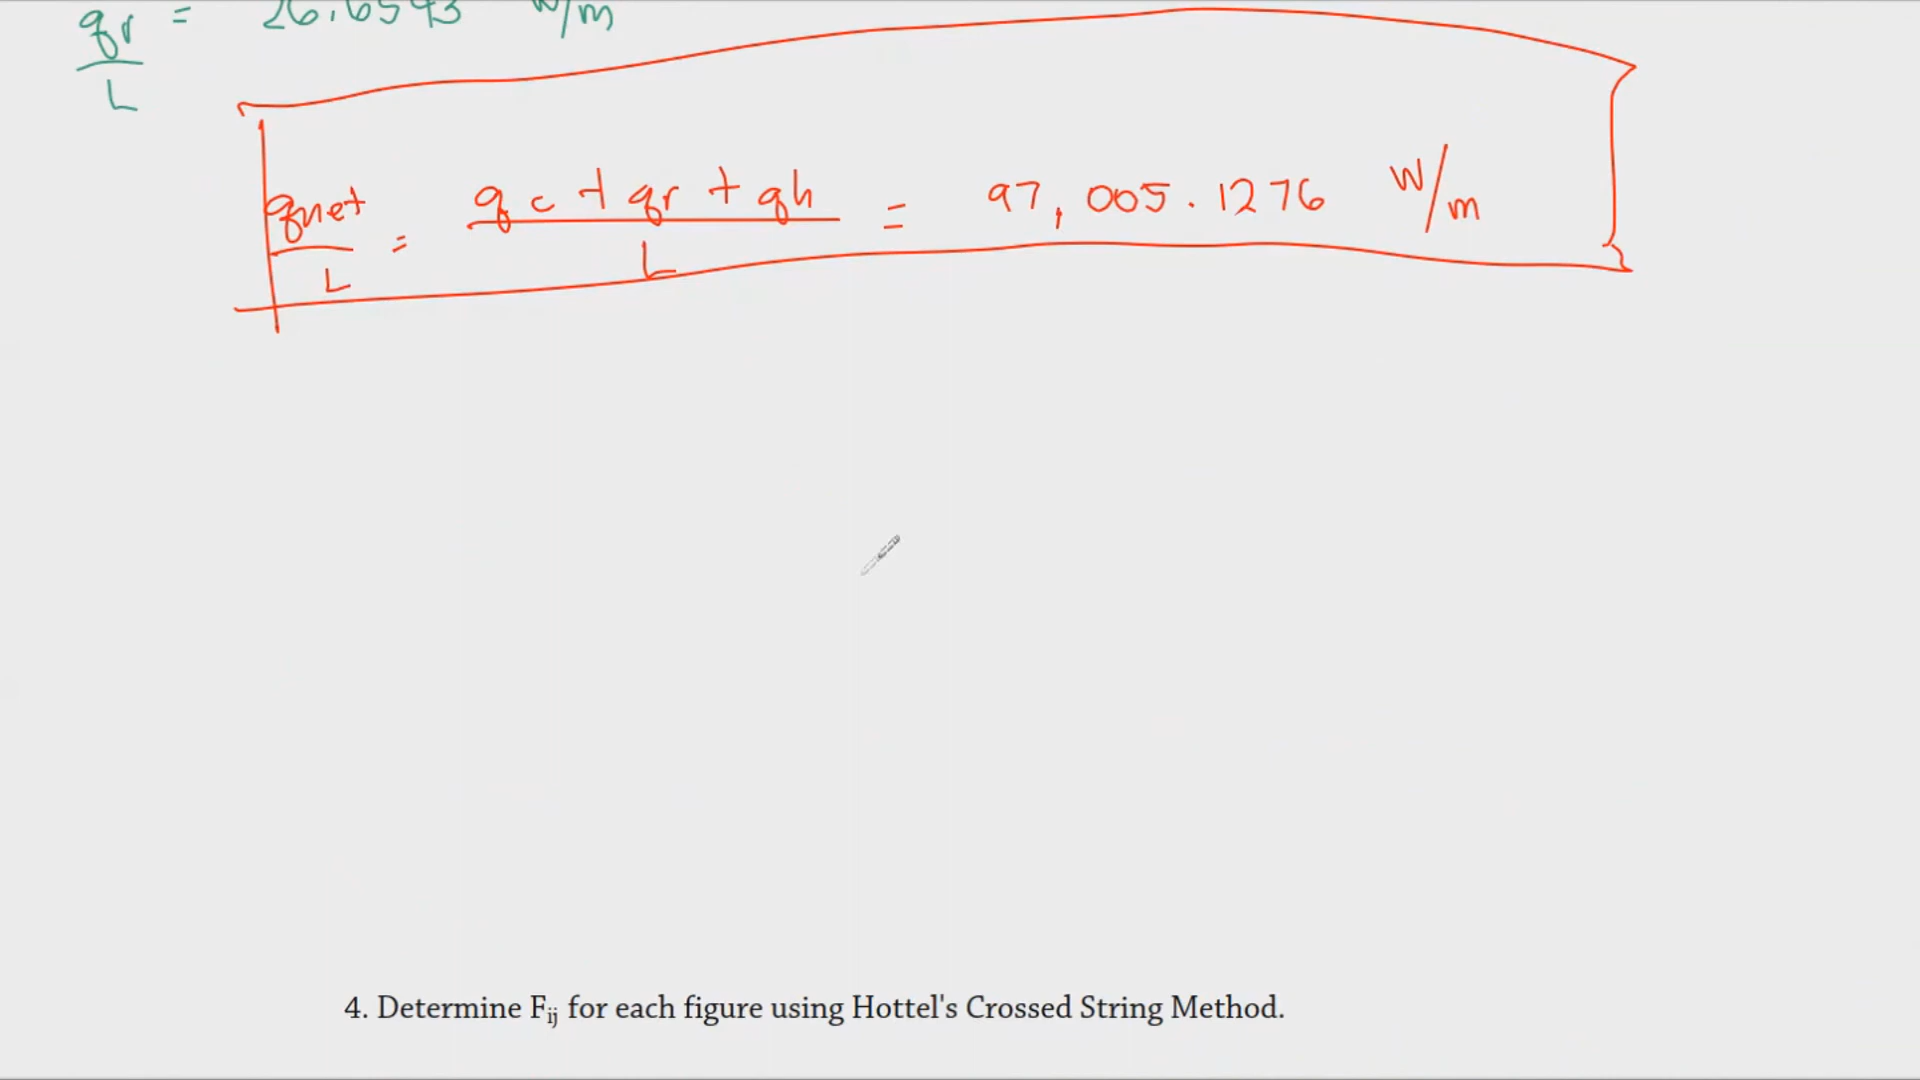 qr/L = 26.6593 W/m
qnet/L = qc + qr + qh/L = 97,005.1276 W/m
4. Determine Fij for each figure using Hottel's Crossed String Method.